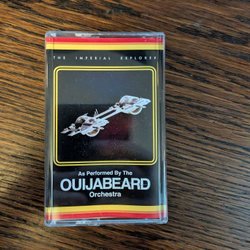 THE IMPERIAL EXPLORER
As Performed By The
OUIJABEARD
Orchestra